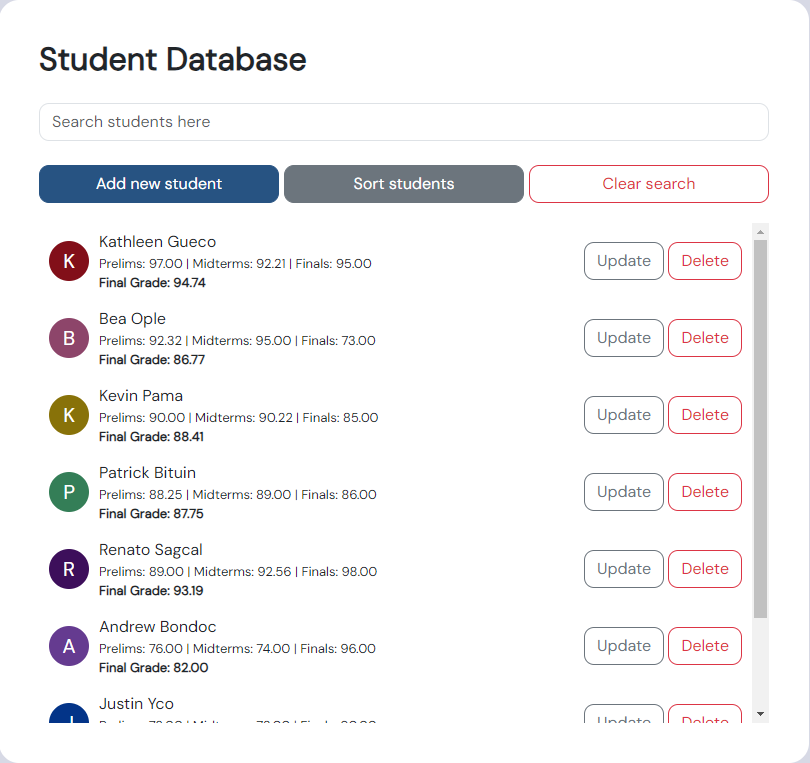 Student Database
Search students here
Add new student Sort students Clear search
Kathleen Gueco
K Prelims: 97.00 | Midterms: 92.21 | Finals: 95.00 Update Delete
Final Grade: 94.74
Bea Ople
B Prelims: 92.32 | Midterms: 95.00 | Finals: 73.00 Update Delete
Final Grade: 86.77
Kevin Pama
K Prelims: 90.00 | Midterms: 90.22 | Finals: 85.00 Update Delete
Final Grade: 88.41
Patrick Bituin
P Prelims: 88.25 | Midterms: 89.00 | Finals: 86.00 Update Delete
Final Grade: 87.75
Renato Sagcal
R Prelims: 89.00 | Midterms: 92.56 | Finals: 98.00 Update Delete
Final Grade: 93.19
Andrew Bondoc
A Prelims: 76.00 | Midterms: 74.00 | Finals: 96.00 Update Delete
Final Grade: 82.00
Justin Yco
J Update Delete